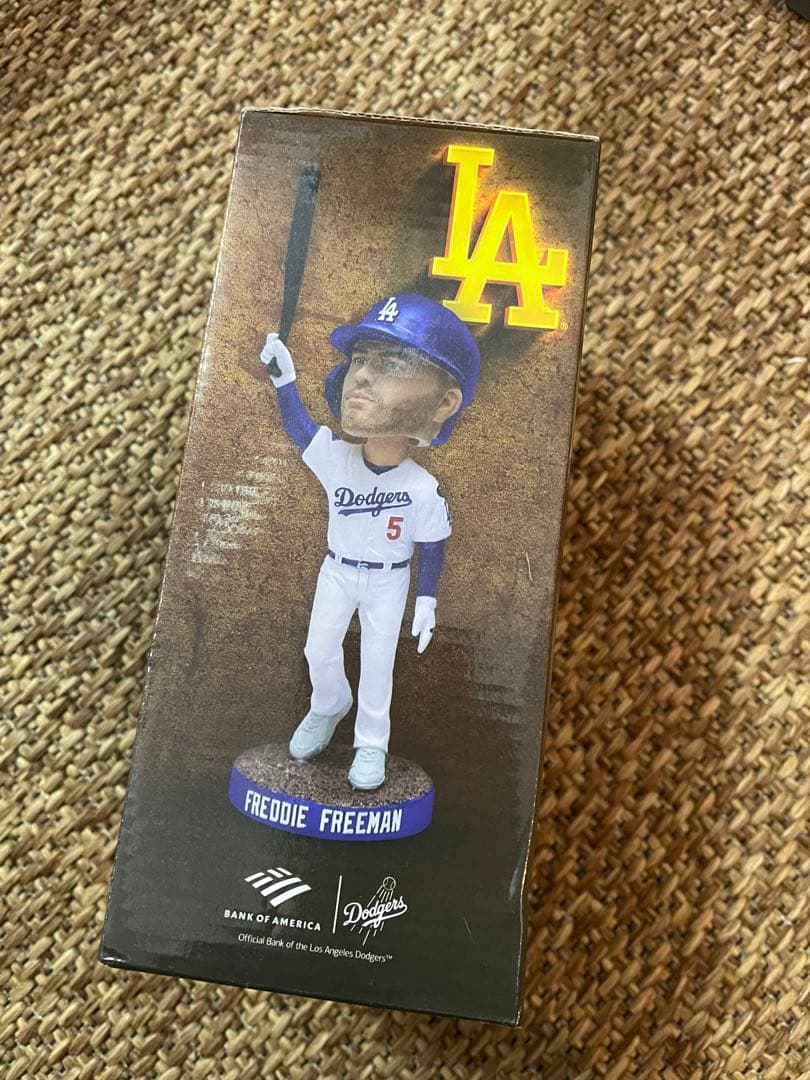 LA
LA
Dodgers
5
FREDDIE FREEMAN
BANK OF AMERICA
Dodgers
Official Bank of the Los Angeles Dodgers™